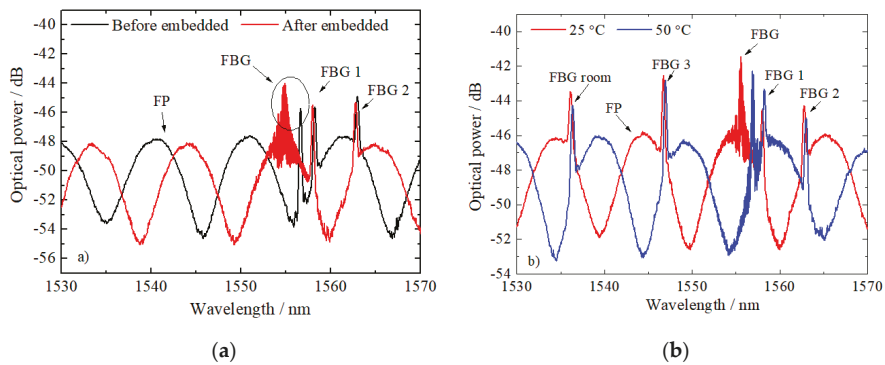 Before embedded After embedded
FBG
FBG 1
FBG 2
FP
a)
Optical power / dB
-40
-42
-44
-46
-48
-50
-52
-54
-56
1530 1540 1550 1560 1570
Wavelength / nm
(a)
25 °C 50 °C
FBG
FBG room
FBG 3
FBG 1
FBG 2
FP
b)
Optical power / dB
-40
-42
-44
-46
-48
-50
-52
-54
1530 1540 1550 1560 1570
Wavelength / nm
(b)